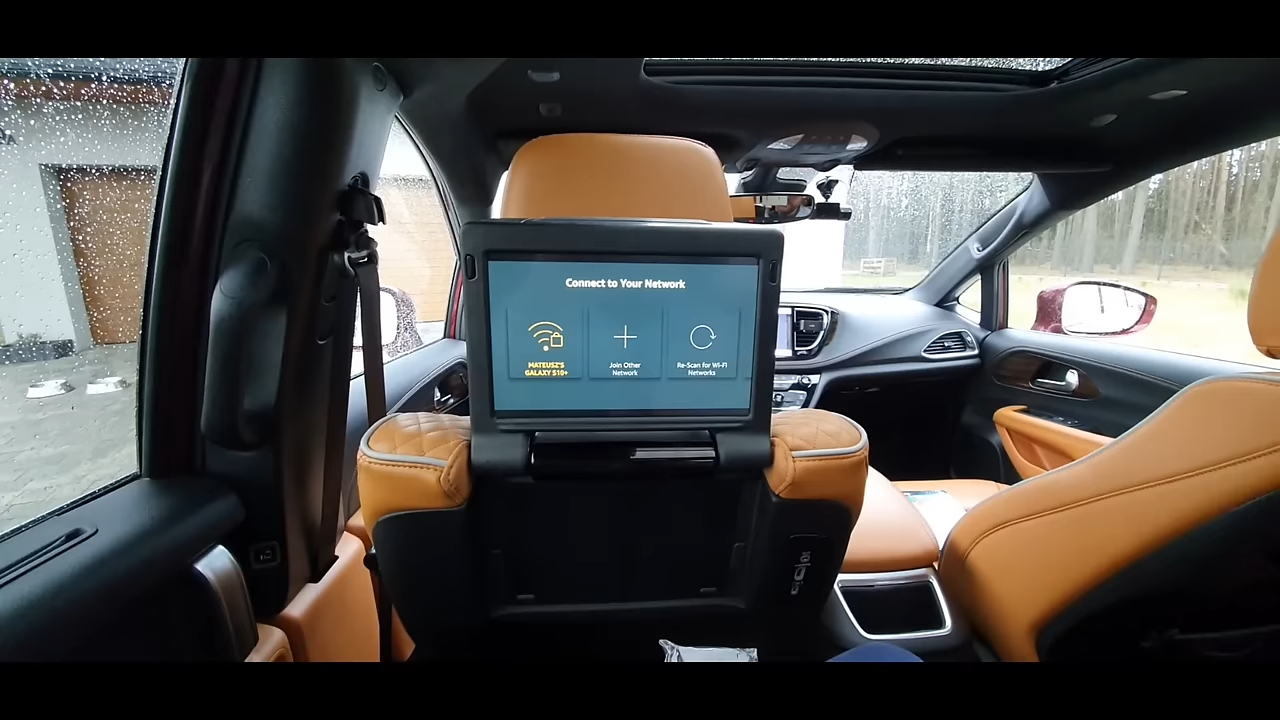 Connect to Your Network
MATEUSZ'S
GALAXY S10+
Join Other
Network
Re-Scan for Wi-Fi
Networks